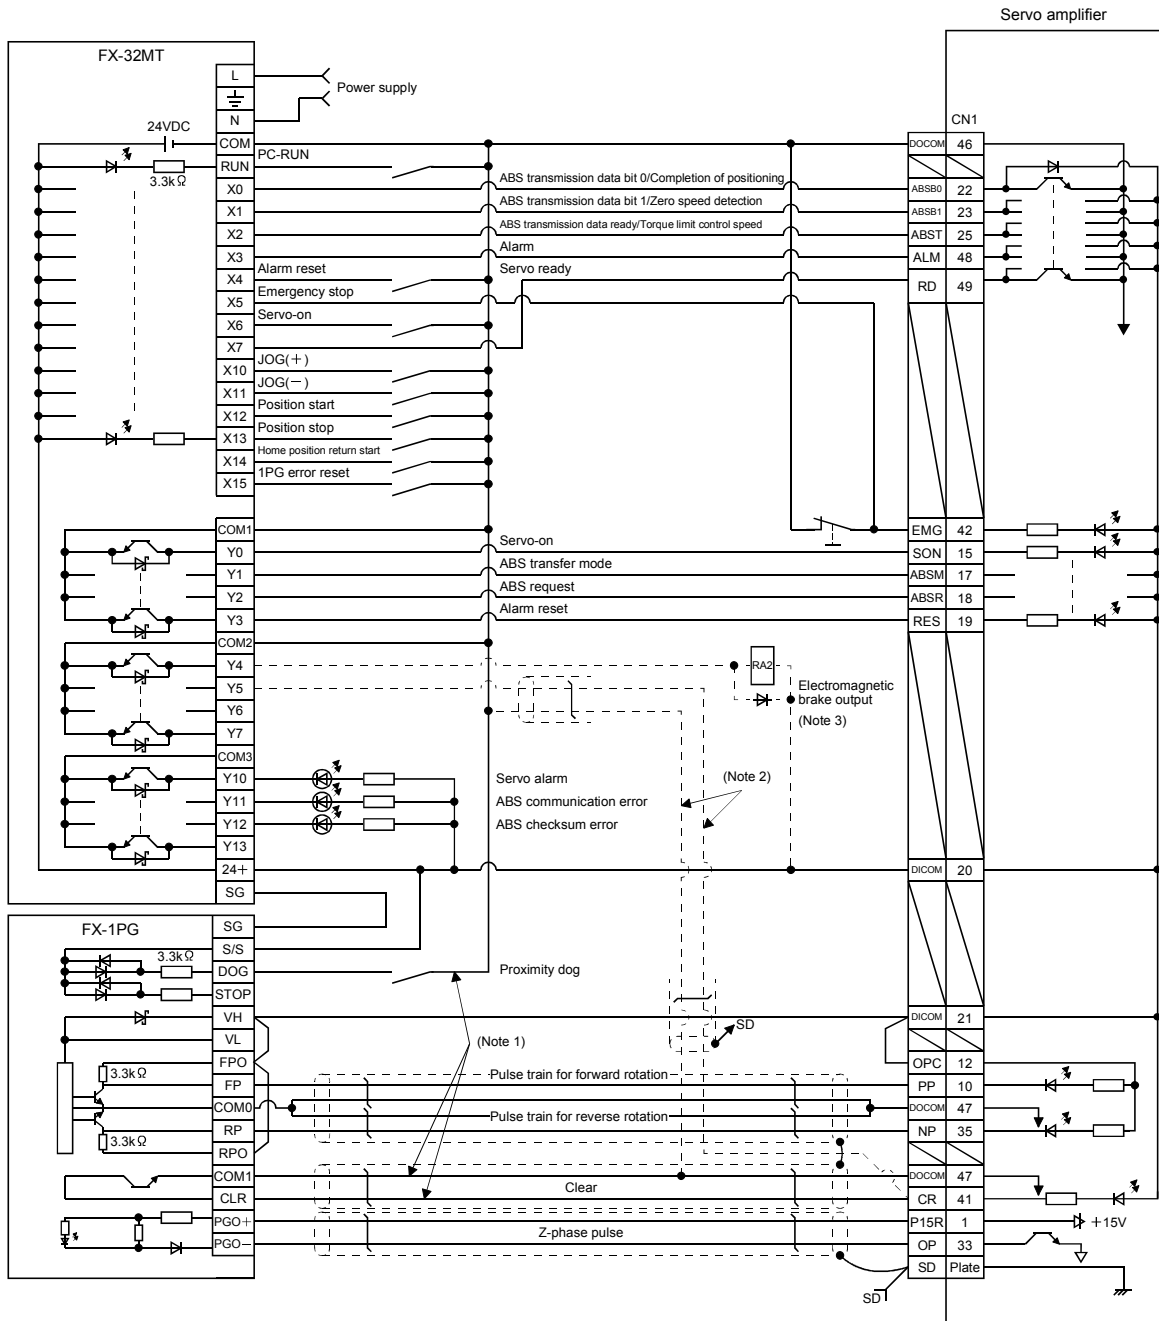 Servo amplifier
FX-32MT
L
Power supply
N
CN1
24VDC
COM
DOCOM 46
PC-RUN
RUN
3.3kΩ
X0
ABS transmission data bit 0/Completion of positioning
ABSB0 22
X1
ABS transmission data bit 1/Zero speed detection
ABSB1 23
X2
ABS transmission data ready/Torque limit control speed
ABST 25
X3
Alarm
ALM 48
Alarm reset
Servo ready
X4
RD 49
Emergency stop
X5
Servo-on
X6
X7
JOG(+)
X10
JOG(−)
X11
Position start
X12
Position stop
X13
Home position return start
X14
1PG error reset
X15
COM1
EMG 42
Servo-on
Y0
SON 15
ABS transfer mode
Y1
ABSM 17
ABS request
Y2
ABSR 18
Alarm reset
Y3
RES 19
COM2
Y4
RA2
Y5
Electromagnetic
brake output
(Note 3)
Y6
Y7
COM3
Y10
Servo alarm
(Note 2)
Y11
ABS communication error
Y12
ABS checksum error
Y13
24+
DICOM 20
SG
FX-1PG
SG
S/S
3.3kΩ
DOG
Proximity dog
STOP
VH
DICOM 21
SD
VL
(Note 1)
FPO
OPC 12
3.3kΩ
Pulse train for forward rotation
FP
PP 10
COM0
DOCOM 47
Pulse train for reverse rotation
RP
NP 35
3.3kΩ
RPO
COM1
DOCOM 47
Clear
CLR
CR 41
PGO+
P15R 1
+15V
Z-phase pulse
PGO−
OP 33
SD Plate
SD